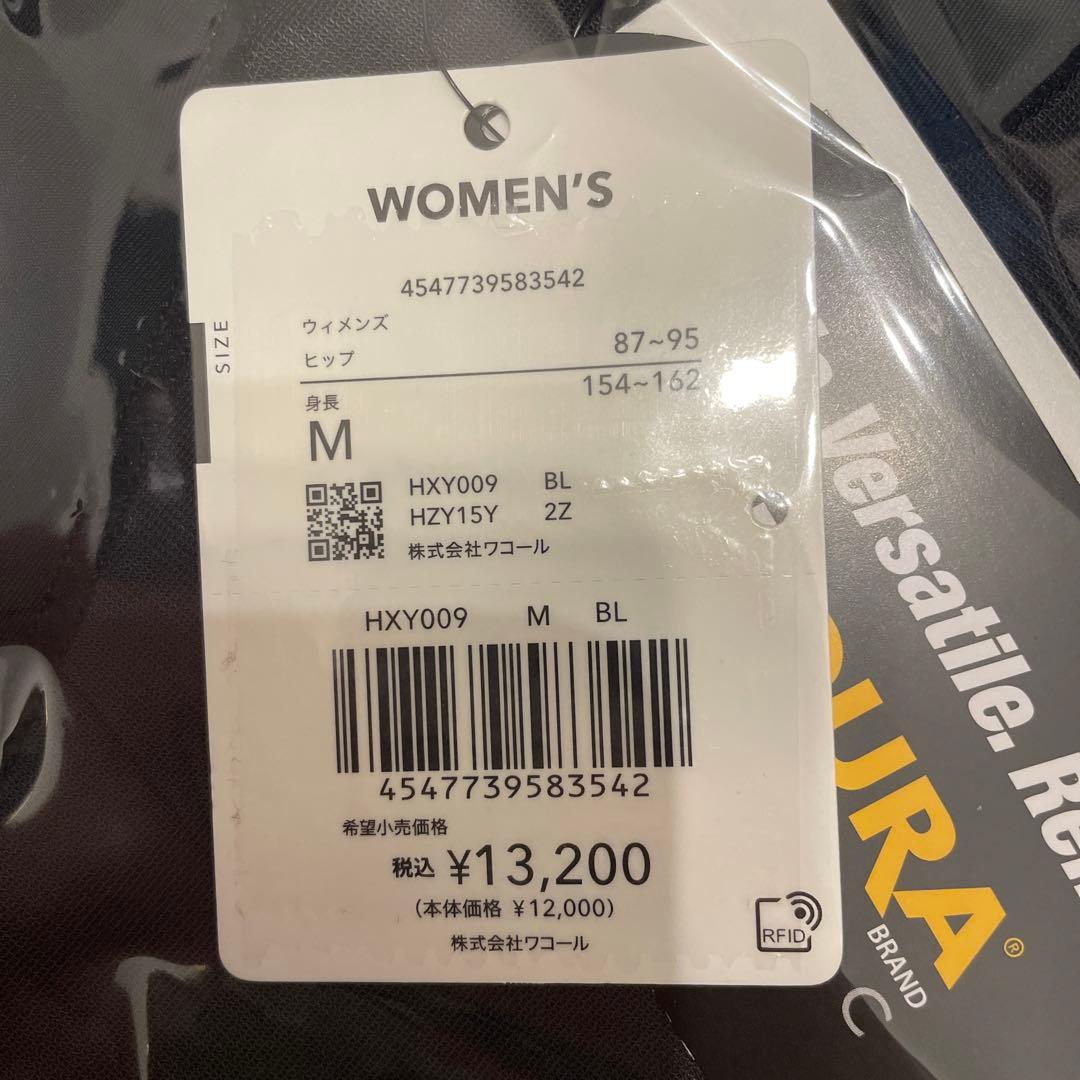 WOMEN'S
4547739583542
SIZE
ウィメンズ
ヒップ 87~95
身長 154~162
M
HXY009 BL
HZY15Y 2Z
株式会社ワコール
HXY009 M BL
4547739583542
希望小売価格
税込 ¥13,200
(本体価格 ¥12,000)
株式会社ワコール
RFID
Versatile.
URA®
BRAND
C